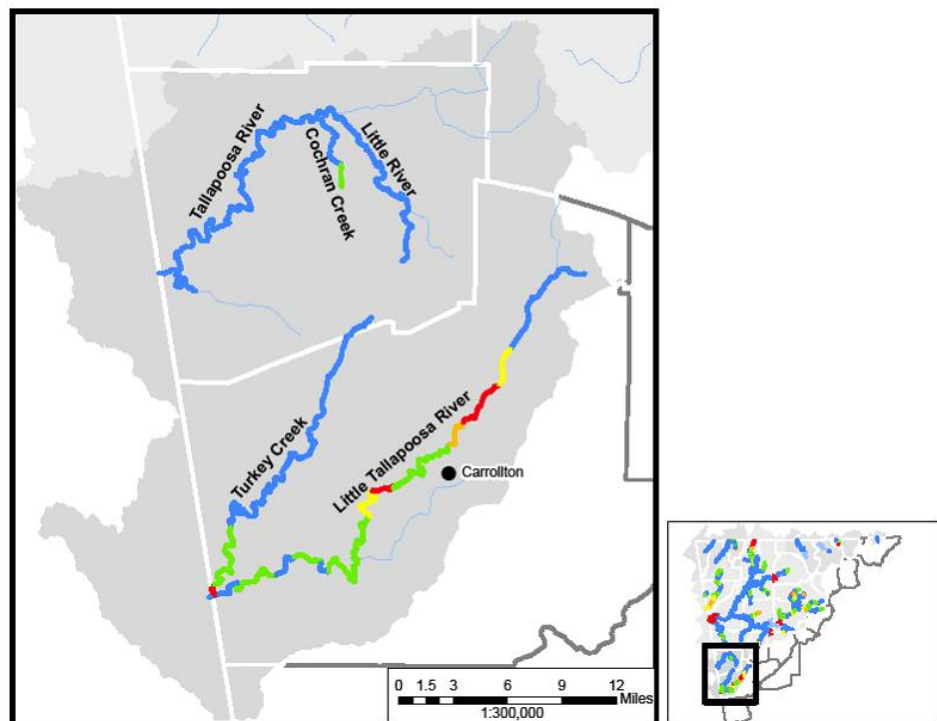 Tallapoosa River
Cochran Creek
Little River
Turkey Creek
Little Tallapoosa River
Carrollton
0 1.5 3 6 9 12
Miles
1:300,000